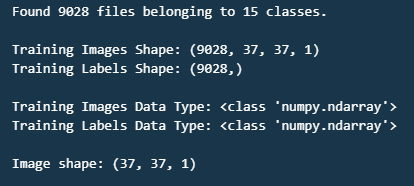 Found 9028 files belonging to 15 classes.
Training Images Shape: (9028, 37, 37, 1)
Training Labels Shape: (9028,)
Training Images Data Type: <class 'numpy.ndarray'>
Training Labels Data Type: <class 'numpy.ndarray'>
Image shape: (37, 37, 1)